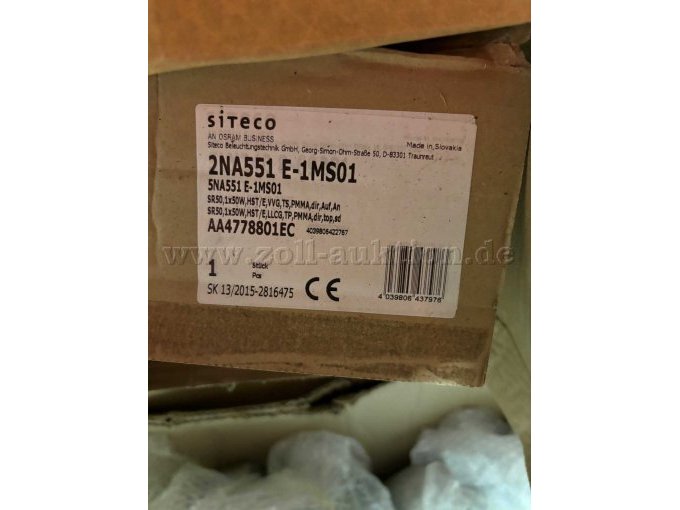 siteco
AN OSRAM BUSINESS
Siteco Beleuchtungstechnik GmbH, Georg-Simon-Ohm-Straße 50, D-83301 Traunreut
Made in Slovakia
2NA551 E-1MS01
5NA551 E-1MS01
SR50,1x50W,HST/E,VVG,TS,PMMA,dir,Auf,An
SR50,1x50W,HST/E,LLCG,TP,PMMA,dir,top,sd
AA4778801EC 4039806422767
© www.zoll-auktion.de
1 Stück
Pcs
SK 13/2015-2816475 CE
4 039806 437976